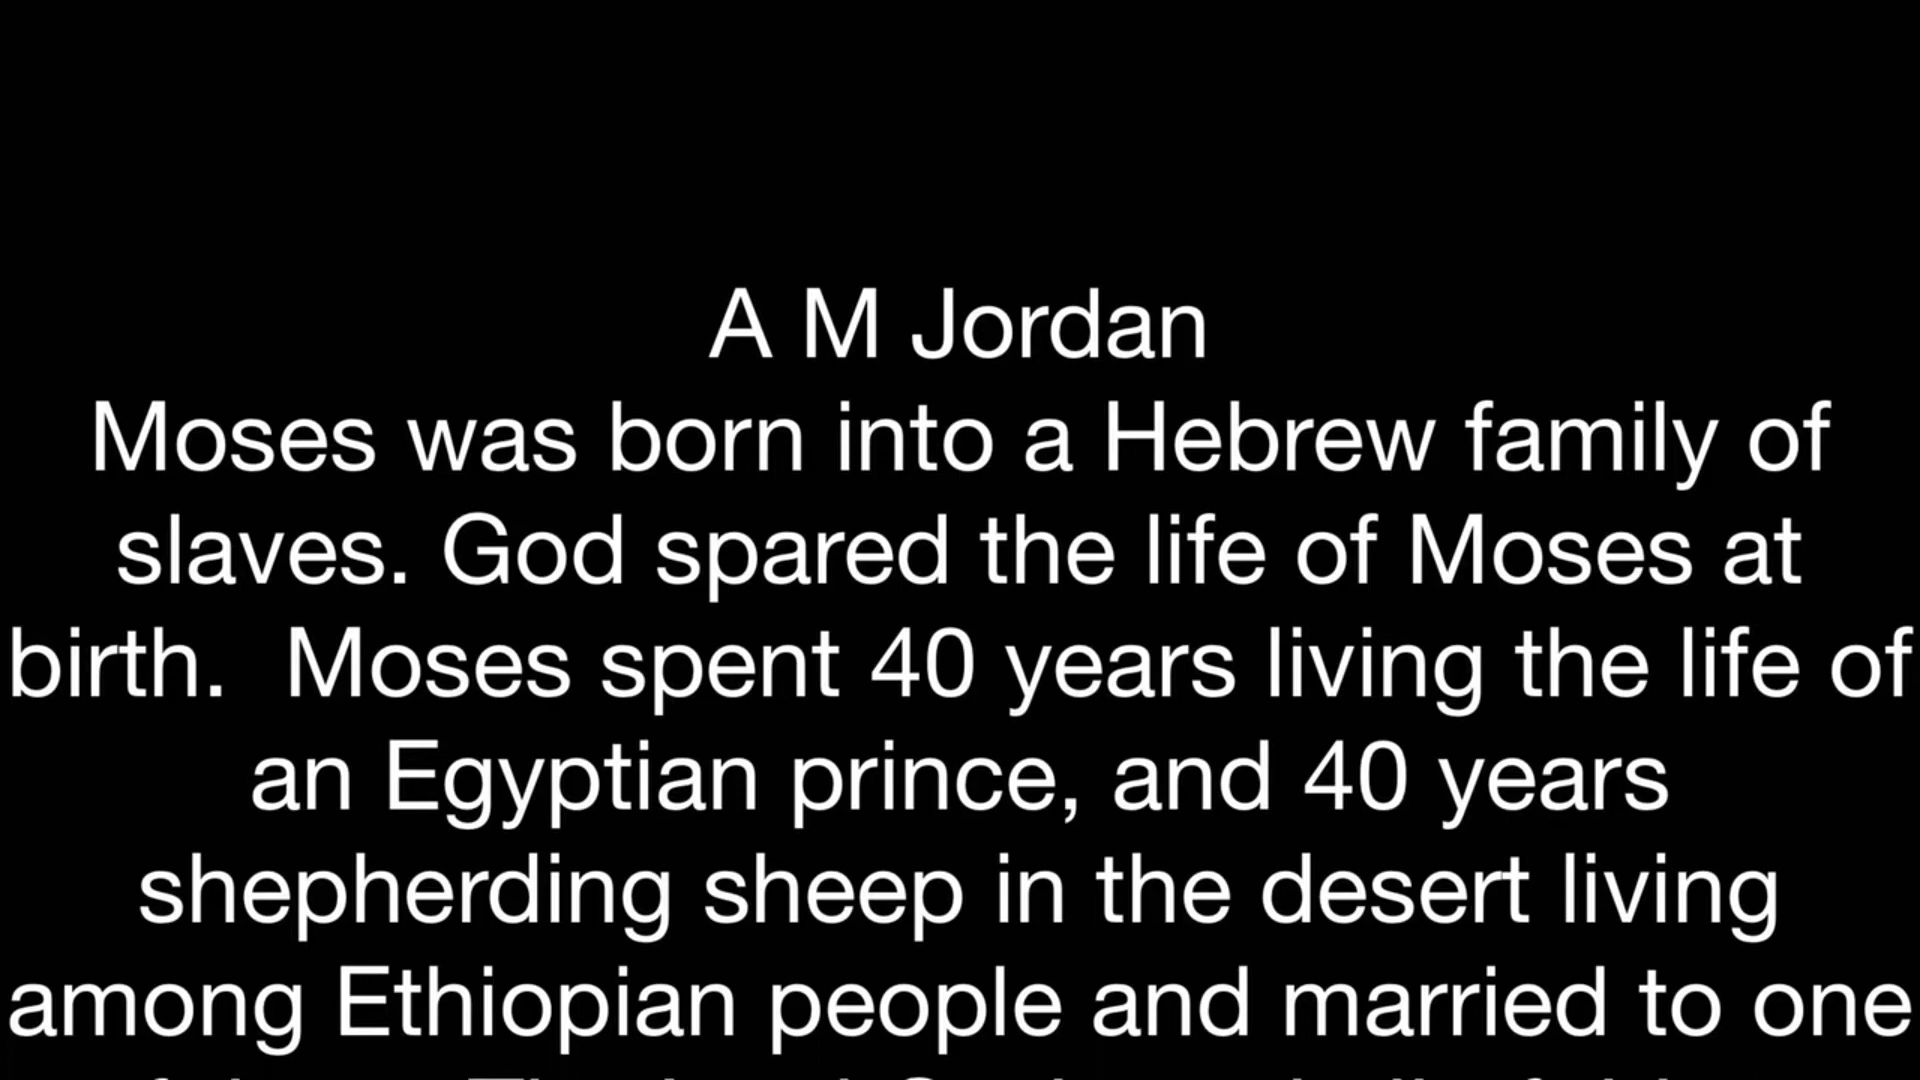 A M Jordan
Moses was born into a Hebrew family of
slaves. God spared the life of Moses at
birth.  Moses spent 40 years living the life of
an Egyptian prince, and 40 years
shepherding sheep in the desert living
among Ethiopian people and married to one